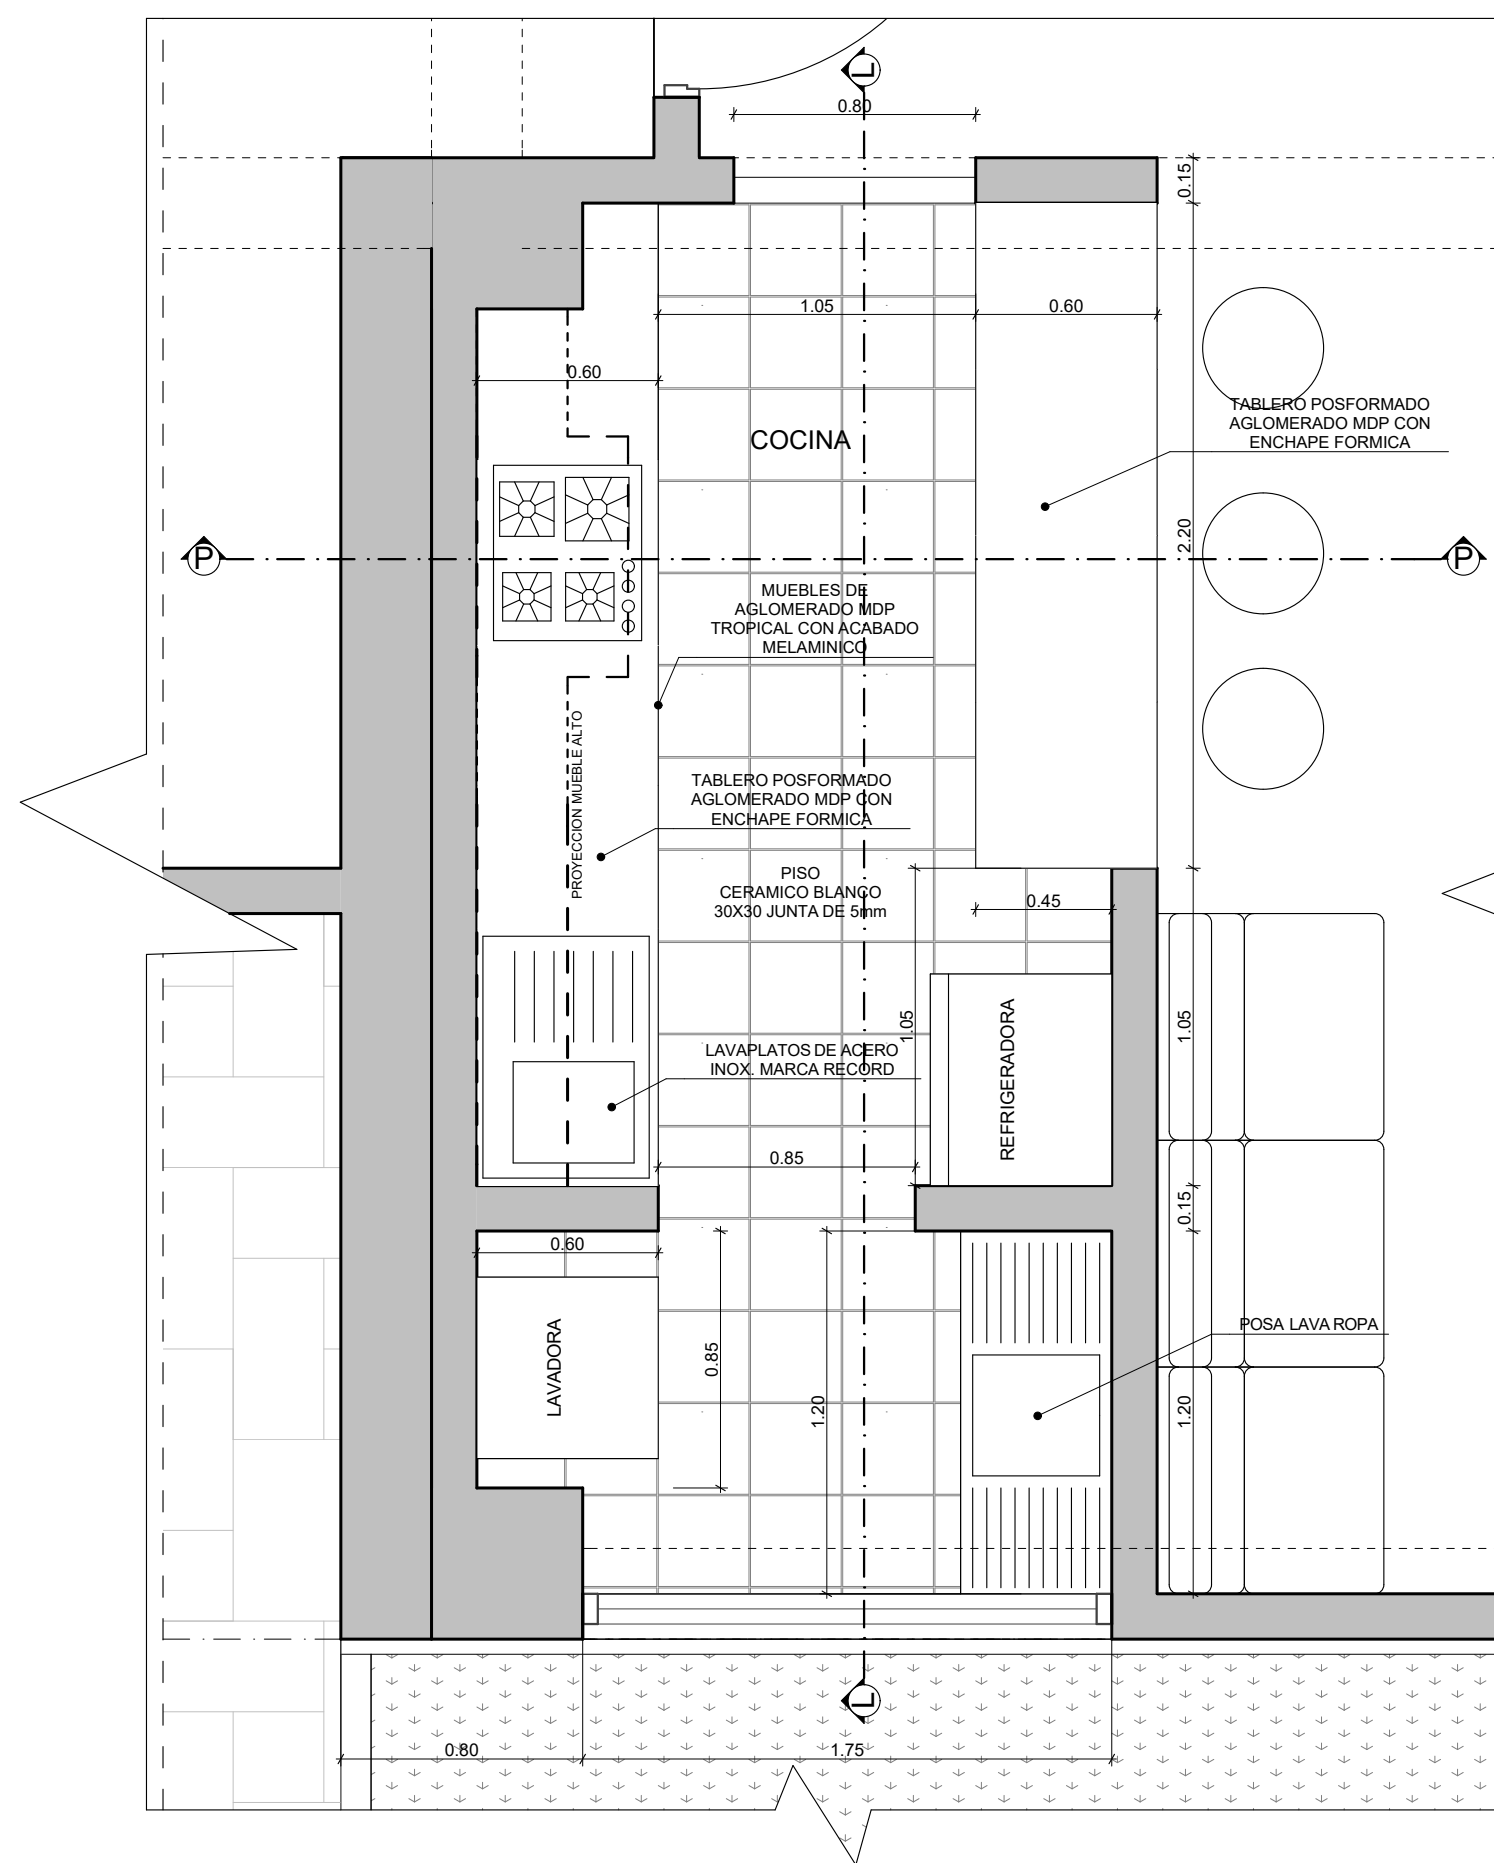 L
0.80
0.15
1.05
0.60
0.60
TABLERO POSFORMADO
AGLOMERADO MDP CON
ENCHAPE FORMICA
COCINA
P
2.20
P
MUEBLES DE
AGLOMERADO MDP
TROPICAL CON ACABADO
MELAMINICO
PROYECCION MUEBLE ALTO
TABLERO POSFORMADO
AGLOMERADO MDP CON
ENCHAPE FORMICA
PISO
CERAMICO BLANCO
30X30 JUNTA DE 5mm
0.45
1.05
REFRIGERADORA
1.05
LAVAPLATOS DE ACERO
INOX. MARCA RECORD
0.85
0.15
0.60
LAVADORA
0.85
1.20
POSA LAVA ROPA
1.20
L
0.80
1.75